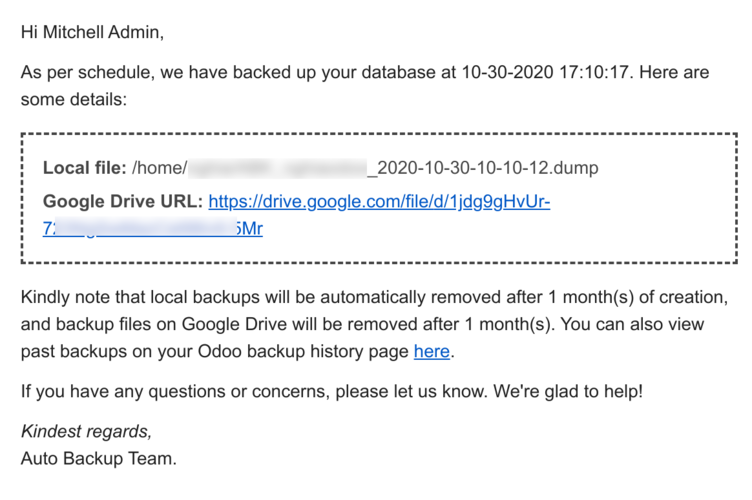 Hi Mitchell Admin,
As per schedule, we have backed up your database at 10-30-2020 17:10:17. Here are
some details:
Local file: /home/ _2020-10-30-10-10-12.dump
Google Drive URL: https://drive.google.com/file/d/1jdg9gHvUr-
72 5Mr
Kindly note that local backups will be automatically removed after 1 month(s) of creation,
and backup files on Google Drive will be removed after 1 month(s). You can also view
past backups on your Odoo backup history page here.
If you have any questions or concerns, please let us know. We're glad to help!
Kindest regards,
Auto Backup Team.